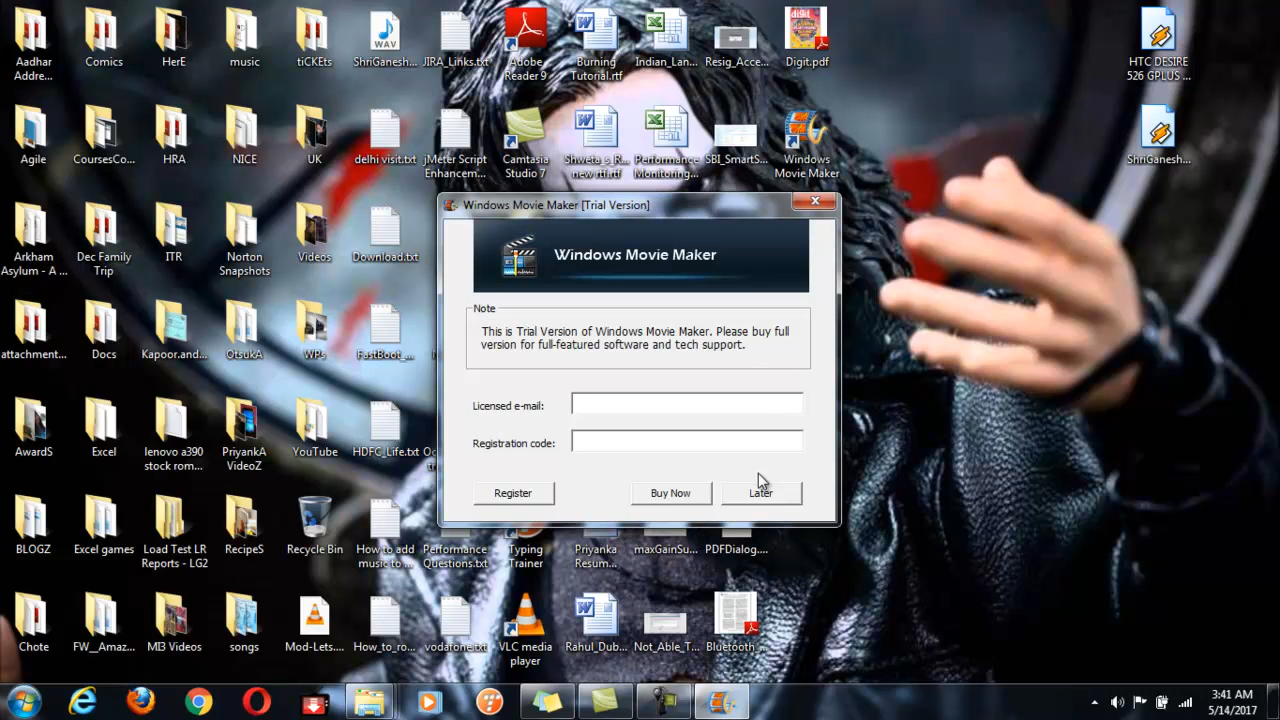 Aadhar
Addre...
Comics
HerE
music
tiCKEts
WAV
ShriGanesh...
JIRA_Links.txt
Adobe
Reader 9
Burning
Tutorial.rtf
Indian_Lan...
Resig_Acce...
digit
Digit.pdf
HTC DESIRE
526 GPLUS ...
Agile
CoursesCo...
HRA
NICE
UK
delhi visit.txt
jMeter Script
Enhancem...
Camtasia
Studio 7
Shweta_s_R...
new rtf.rtf
Performance
Monitoring...
SBI_SmartS...
Windows
Movie Maker
ShriGanesh...
Arkham
Asylum - A ...
Dec Family
Trip
ITR
Norton
Snapshots
Videos
Download.txt
attachment...
Docs
Kapoor.and...
OtsukA
WPs
FastBoot_...
AwardS
Excel
lenovo a390
stock rom...
PriyankA
VideoZ
YouTube
HDFC_Life.txt
BLOGZ
Excel games
Load Test LR
Reports - LG2
RecipeS
Recycle Bin
How to add
music to ...
Performance
Questions.txt
Typing
Trainer
Priyanka
Resum...
maxGainSu...
PDFDialog....
Chote
FW__Amaz...
MI3 Videos
songs
Mod-Lets....
How_to_ro...
vodafone.txt
VLC media
player
Rahul_Dub...
Not_Able_T...
Bluetooth_...
Windows Movie Maker [Trial Version]
Windows Movie Maker
Note
This is Trial Version of Windows Movie Maker. Please buy full
version for full-featured software and tech support.
Licensed e-mail:
Registration code:
Register
Buy Now
Later
3:41 AM
5/14/2017